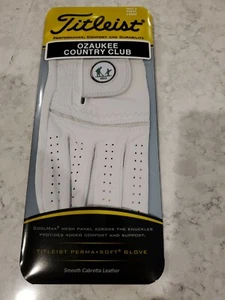 Titleist
PERFORMANCE, COMFORT AND DURABILITY
OZAUKEE
COUNTRY CLUB
COOLMAX® MESH PANEL ACROSS THE KNUCKLES
PROVIDES ADDED COMFORT AND SUPPORT.
TITLEIST PERMA•SOFT® GLOVE
Smooth Cabretta Leather